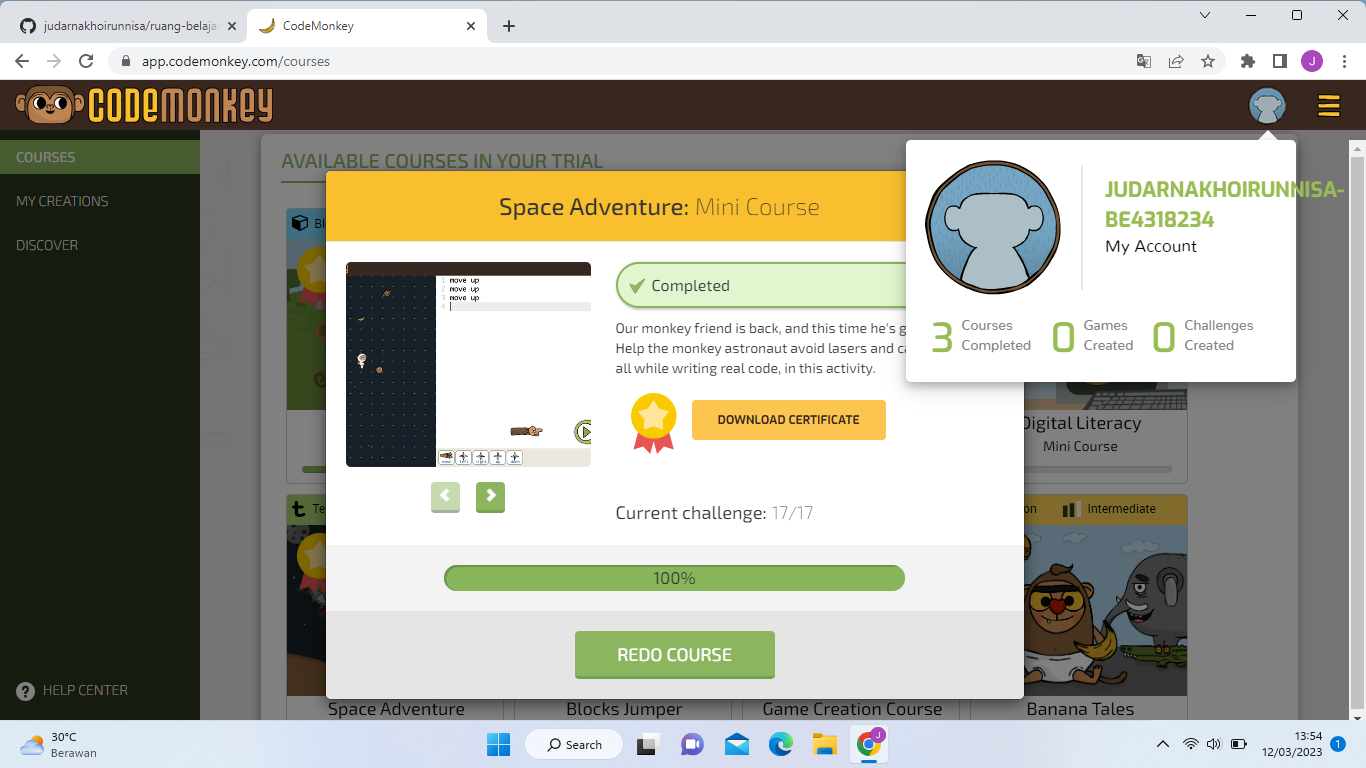 judarnakhoirunnisa/ruang-belaja
CodeMonkey
app.codemonkey.com/courses
J
CODEMONKEY
COURSES
MY CREATIONS
DISCOVER
HELP CENTER
AVAILABLE COURSES IN YOUR TRIAL
Space Adventure: Mini Course
1 move up
2 move up
3 move up
4
Completed
Our monkey friend is back, and this time he's g
Help the monkey astronaut avoid lasers and ca
all while writing real code, in this activity.
DOWNLOAD CERTIFICATE
Current challenge: 17/17
100%
REDO COURSE
JUDARNAKHOIRUNNISA-
BE4318234
My Account
3 Courses Completed
0 Games Created
0 Challenges Created
Digital Literacy
Mini Course
Intermediate
Space Adventure
Blocks Jumper
Game Creation Course
Banana Tales
30°C
Berawan
Search
J
13:54
12/03/2023
1